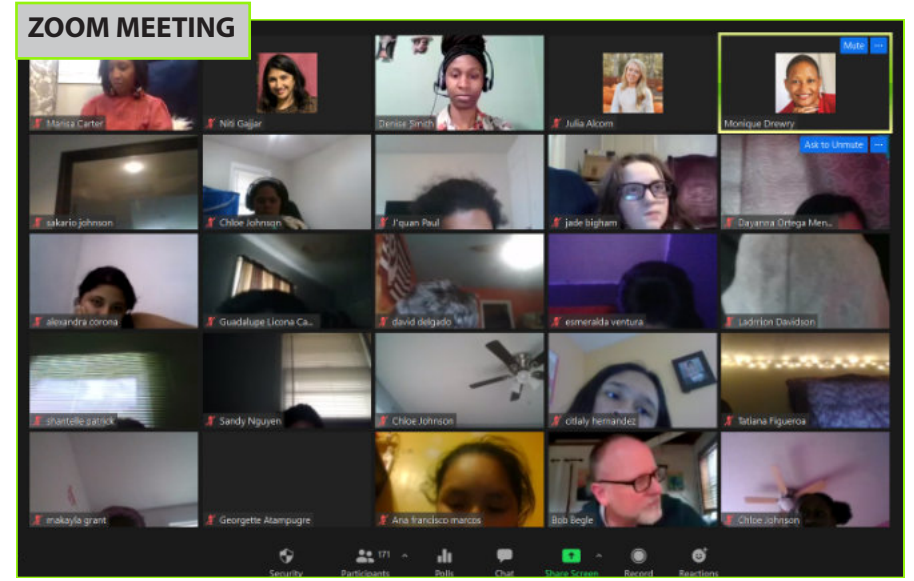 ZOOM MEETING
Mute ...
Marisa Carter
Niti Gajjar
Denise Smith
Julia Alcorn
Monique Drewry
Ask to Unmute ...
sakario johnson
Chloe Johnson
J'quan Paul
jade bigham
Dayanna Ortega Men...
alexandra corona
Guadalupe Licona Ca...
david delgado
esmeralda ventura
Ladrrion Davidson
shantelle patrick
Sandy Nguyen
Chloe Johnson
citlaly hernandez
Tatiana Figueroa
makayla grant
Georgette Atampugre
Ana francisco marcos
Bob Begle
Chloe Johnson
171
Security
Participants
Polls
Chat
Share Screen
Record
Reactions